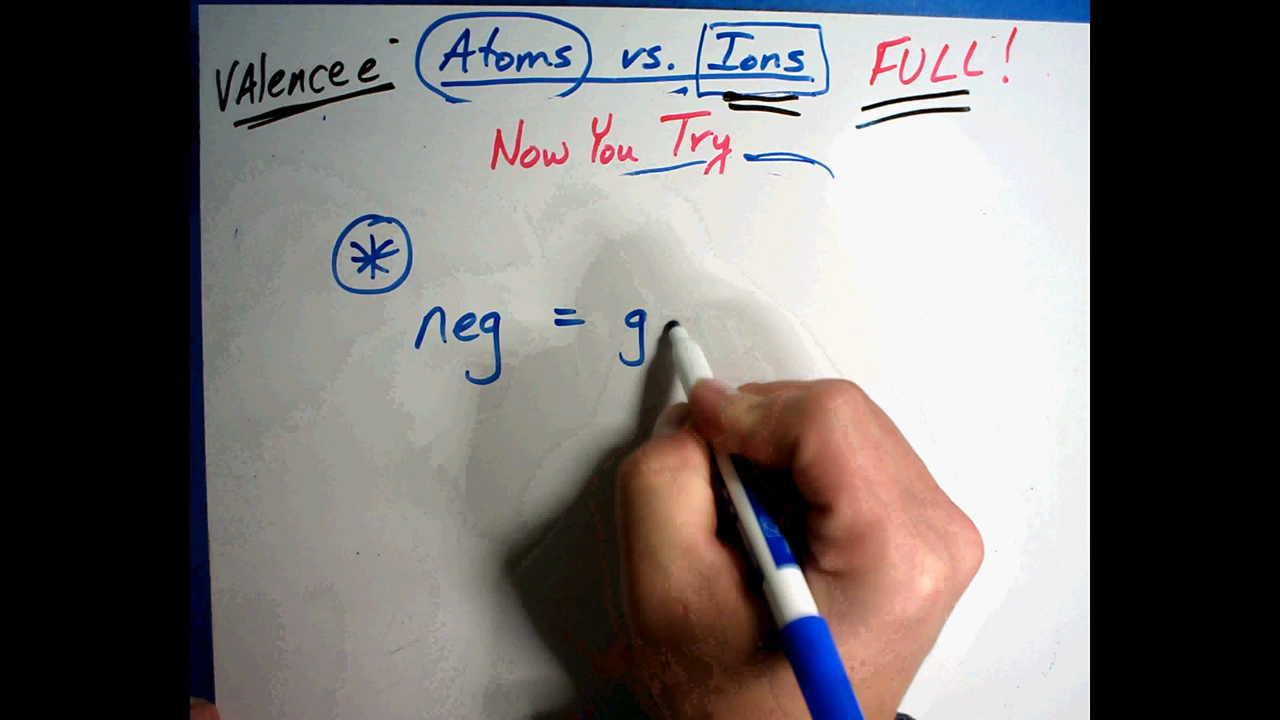 VAlence e⁻ Atoms vs. Ions FULL!
Now You Try
*
neg = g